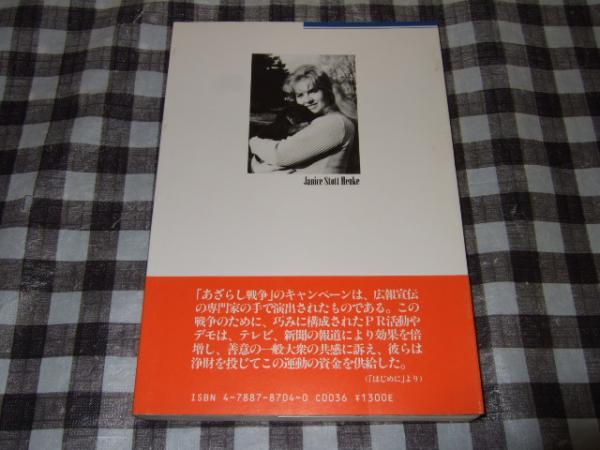 Janice Stott Henke
「あざらし戦争」のキャンペーンは、広報宣伝
の専門家の手で演出されたものである。この
戦争のために、巧みに構成されたPR活動や
デモは、テレビ、新聞の報道により効果を倍
増し、善意の一般大衆の共感に訴え、彼らは
浄財を投じてこの運動の資金を供給した。
(「はじめに」より)
ISBN 4-7887-8704-0 C0036 ¥1300E